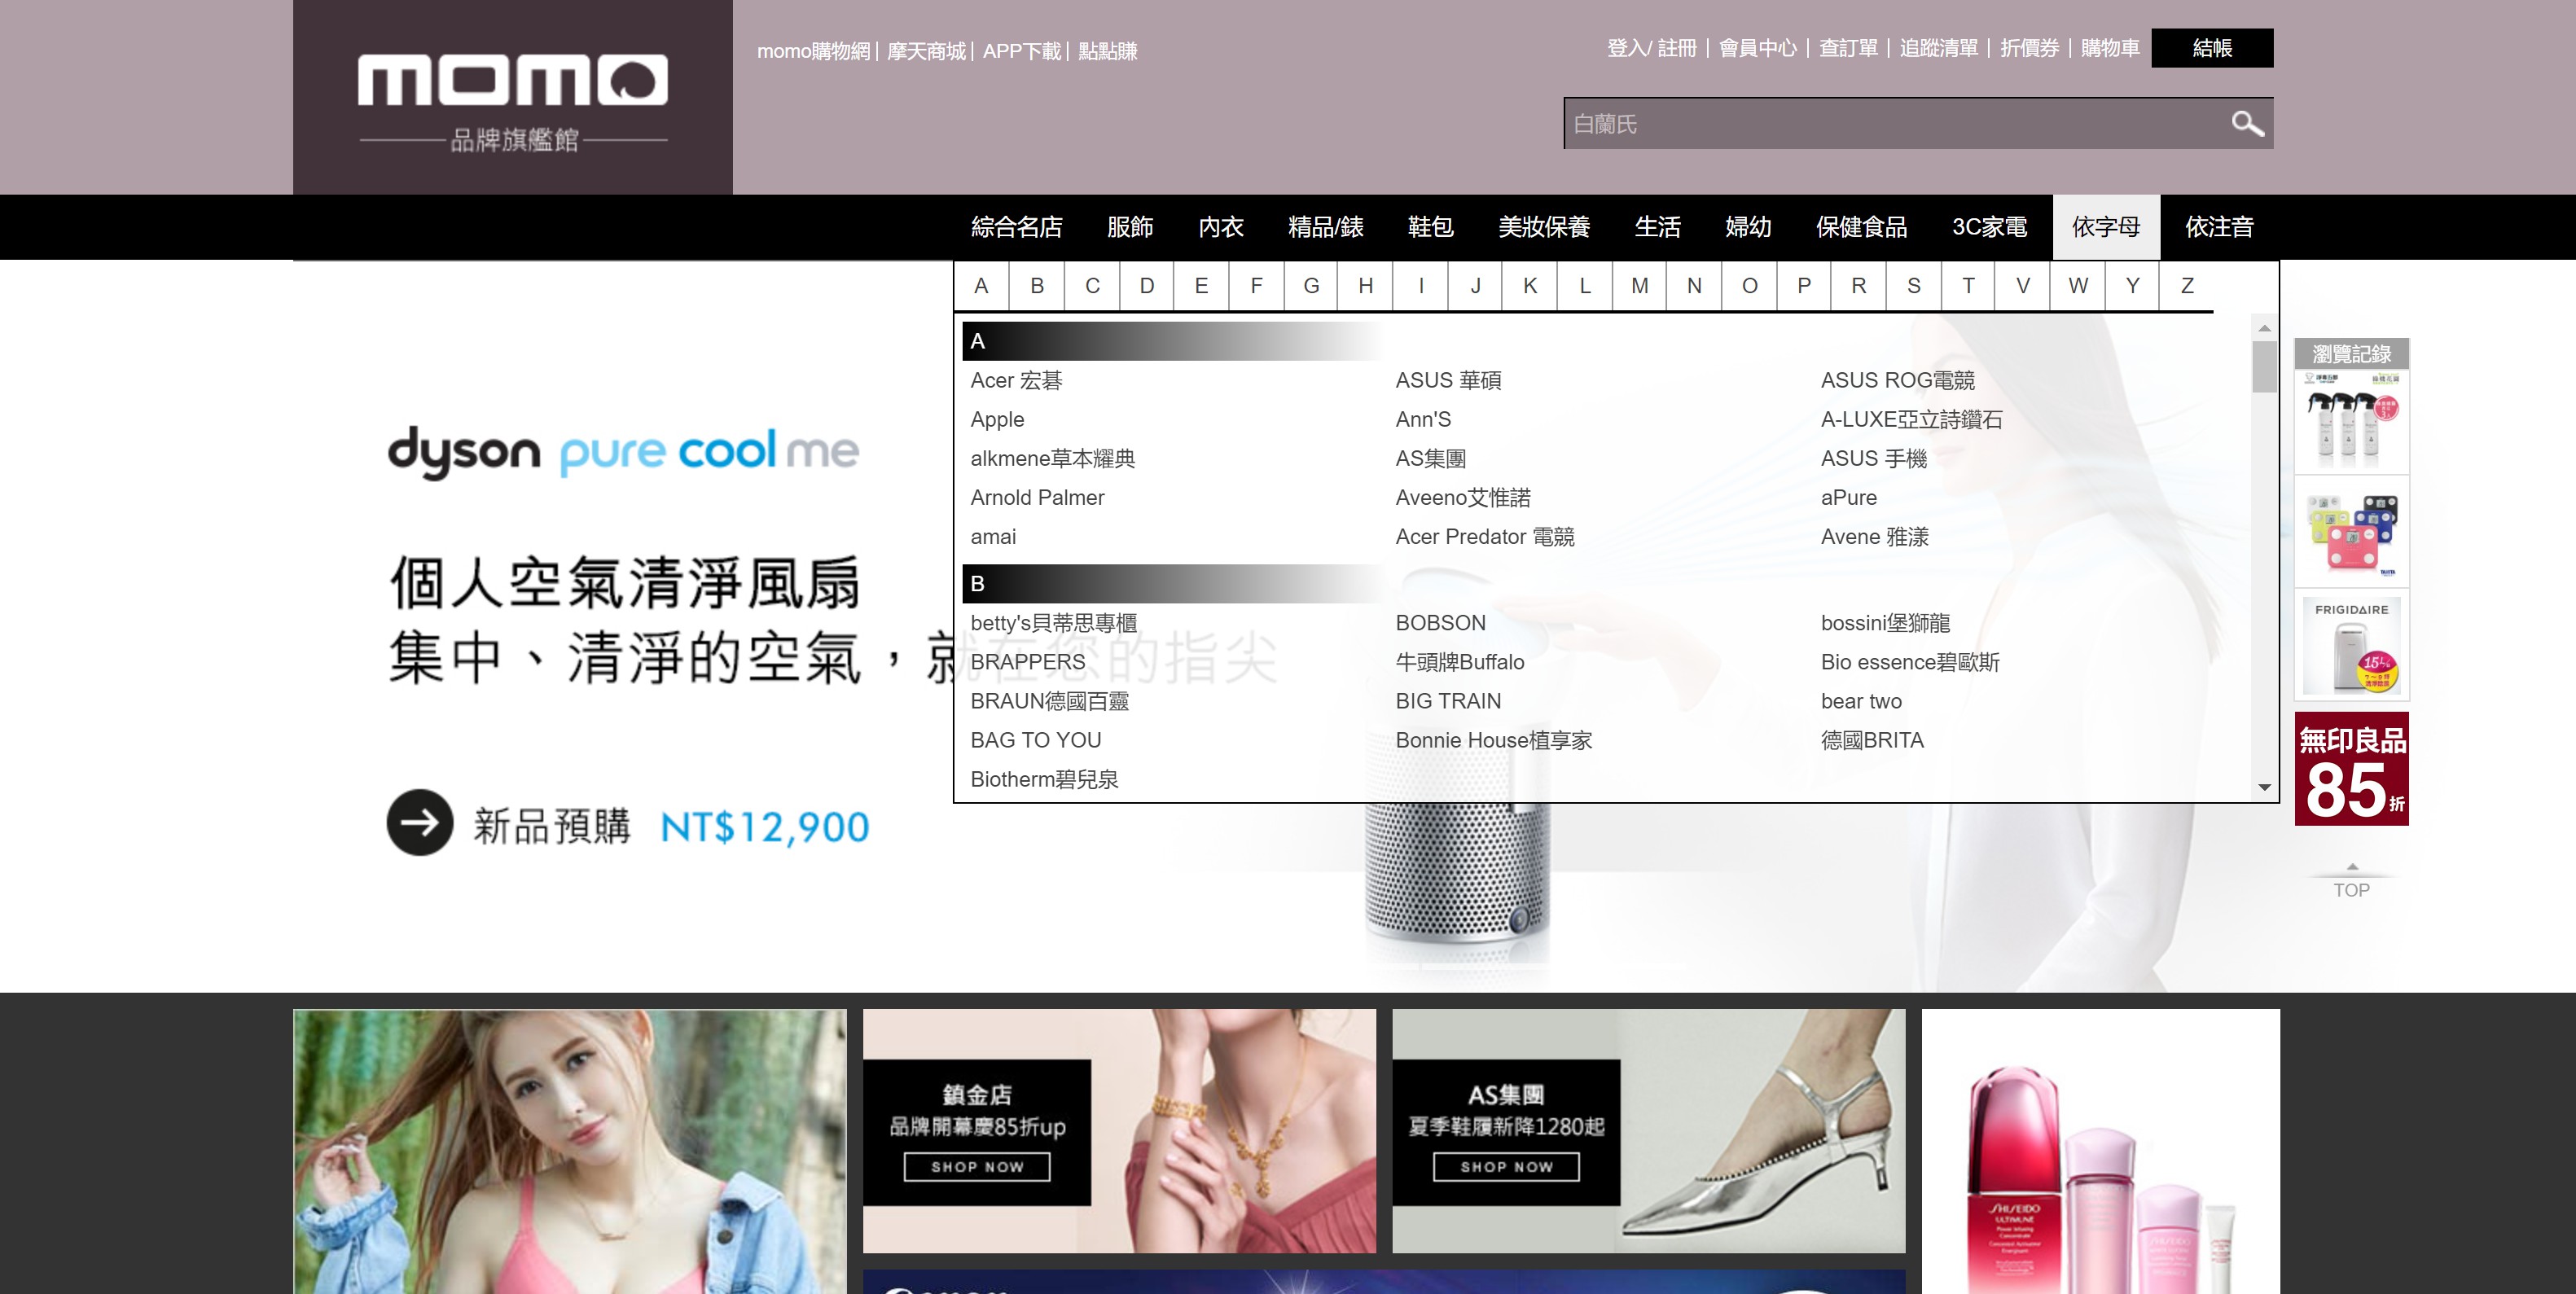 momo
品牌旗艦館
momo購物網| 摩天商城| APP下載| 點點賺
登入/ 註冊 | 會員中心 | 查訂單 | 追蹤清單 | 折價券 | 購物車 結帳
白蘭氏
綜合名店 服飾 內衣 精品/錶 鞋包 美妝保養 生活 婦幼 保健食品 3C家電 依字母 依注音
A B C D E F G H I J K L M N O P R S T V W Y Z
A
Acer 宏碁 ASUS 華碩 ASUS ROG電競
Apple Ann'S A-LUXE亞立詩鑽石
alkmene草本耀典 AS集團 ASUS 手機
Arnold Palmer Aveeno艾惟諾 aPure
amai Acer Predator 電競 Avene 雅漾
B
betty's貝蒂思專櫃 BOBSON bossini堡獅龍
BRAPPERS 牛頭牌Buffalo Bio essence碧歐斯
BRAUN德國百靈 BIG TRAIN bear two
BAG TO YOU Bonnie House植享家 德國BRITA
Biotherm碧兒泉
dyson pure cool me
個人空氣清淨風扇
集中、清淨的空氣，就在您的指尖
新品預購 NT$12,900
瀏覽記錄
TANITA
FRIGIDAIRE
15L/日
無印良品
85折
TOP
鎮金店
品牌開幕慶85折up
SHOP NOW
AS集團
夏季鞋履新降1280起
SHOP NOW
SHISEIDO
ULTIMUNE
Power Infusing
Concentrate
SHISEIDO